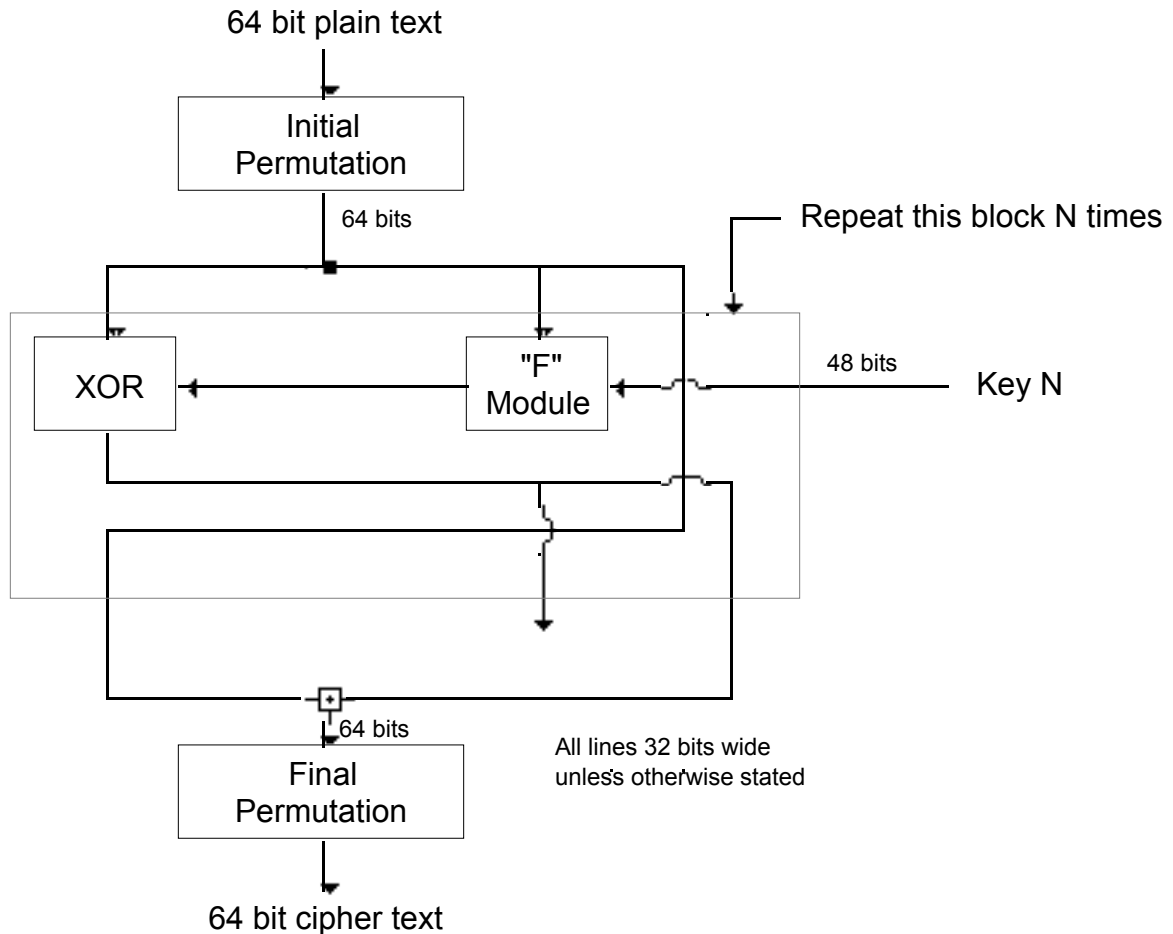 64 bit plain text
Initial
Permutation
64 bits
Repeat this block N times
XOR
"F"
Module
48 bits
Key N
64 bits
All lines 32 bits wide
unless otherwise stated
Final
Permutation
64 bit cipher text